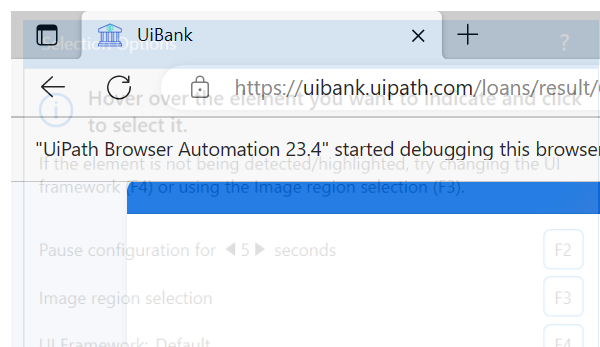 UiBank
Selection Options
?
https://uibank.uipath.com/loans/result/
Hover over the element you want to indicate and click
to select it.
"UiPath Browser Automation 23.4" started debugging this browser
If the element is not being detected/highlighted, try changing the UI
framework (F4) or using the Image region selection (F3).
Pause configuration for 5 seconds
F2
Image region selection
F3
UI Framework: Default
F4